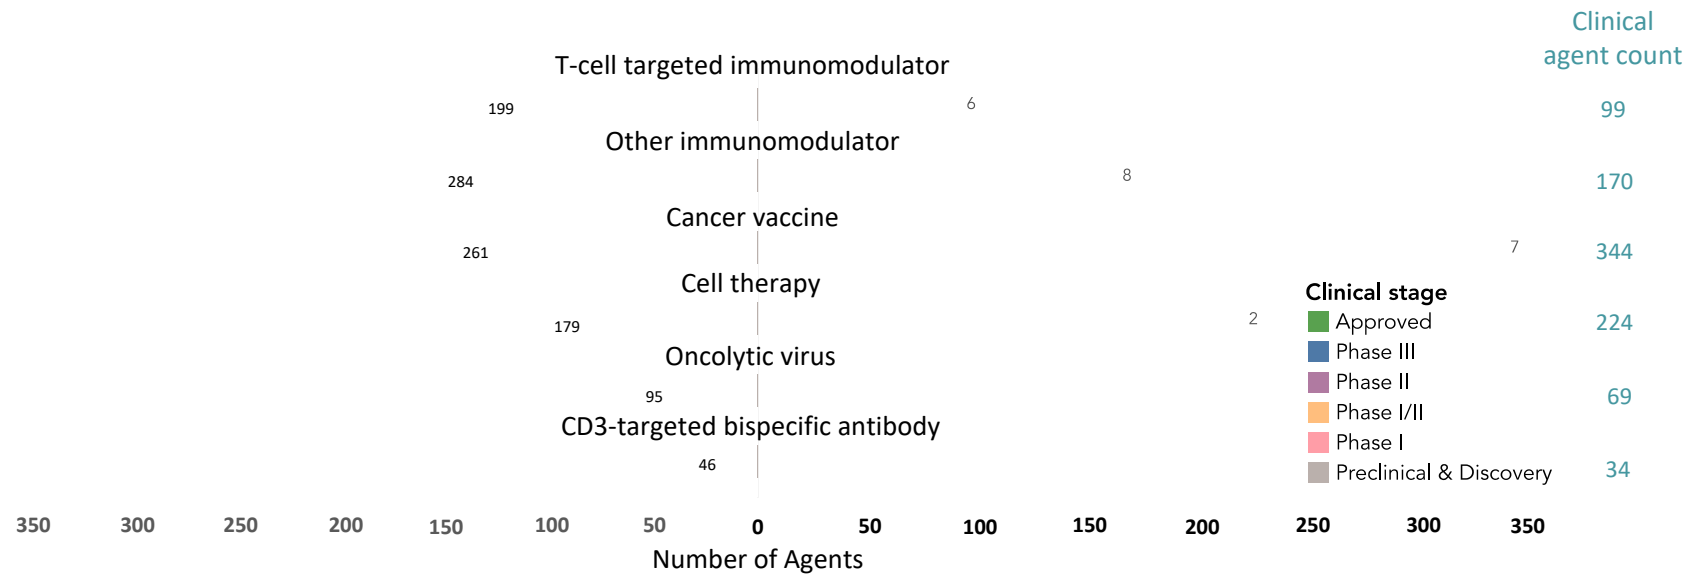 Clinical
agent count
T-cell targeted immunomodulator
199 6 99
Other immunomodulator
284 8 170
Cancer vaccine
261 7 344
Cell therapy
179 2 224
Oncolytic virus
95 69
CD3-targeted bispecific antibody
46 34
Clinical stage
Approved
Phase III
Phase II
Phase I/II
Phase I
Preclinical & Discovery
350 300 250 200 150 100 50 0 50 100 150 200 250 300 350
Number of Agents